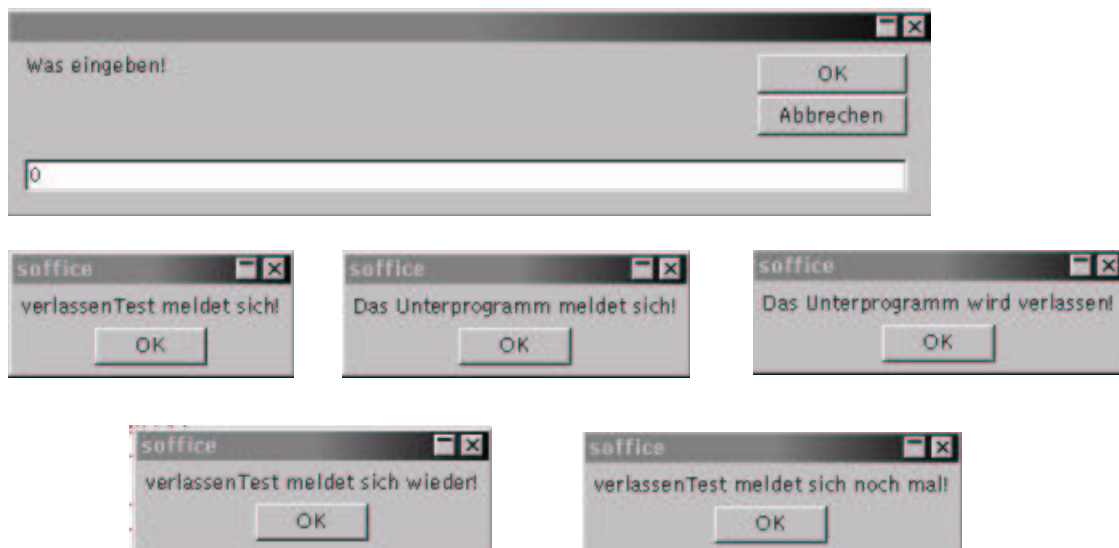 Was eingeben!
OK
Abbrechen
0
soffice
verlassenTest meldet sich!
OK
soffice
Das Unterprogramm meldet sich!
OK
soffice
Das Unterprogramm wird verlassen!
OK
soffice
verlassenTest meldet sich wieder!
OK
soffice
verlassenTest meldet sich noch mal!
OK